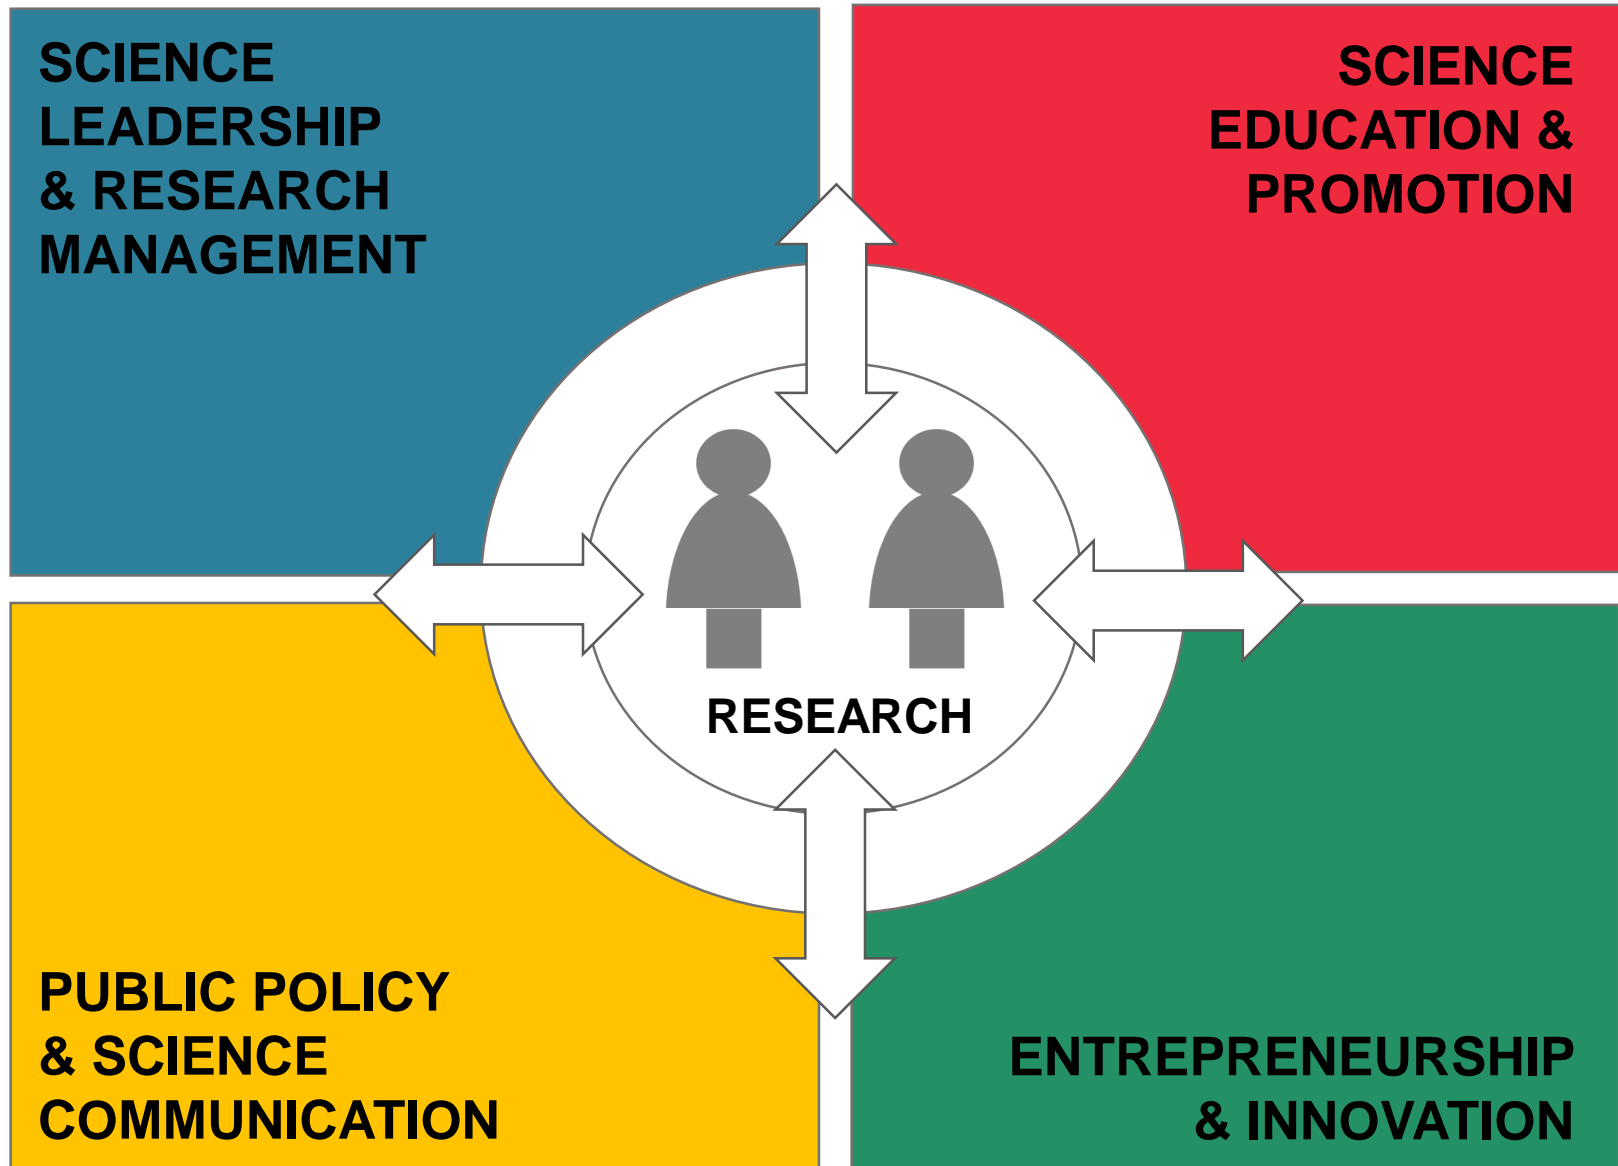 SCIENCE
LEADERSHIP
& RESEARCH
MANAGEMENT
SCIENCE
EDUCATION &
PROMOTION
RESEARCH
PUBLIC POLICY
& SCIENCE
COMMUNICATION
ENTREPRENEURSHIP
& INNOVATION